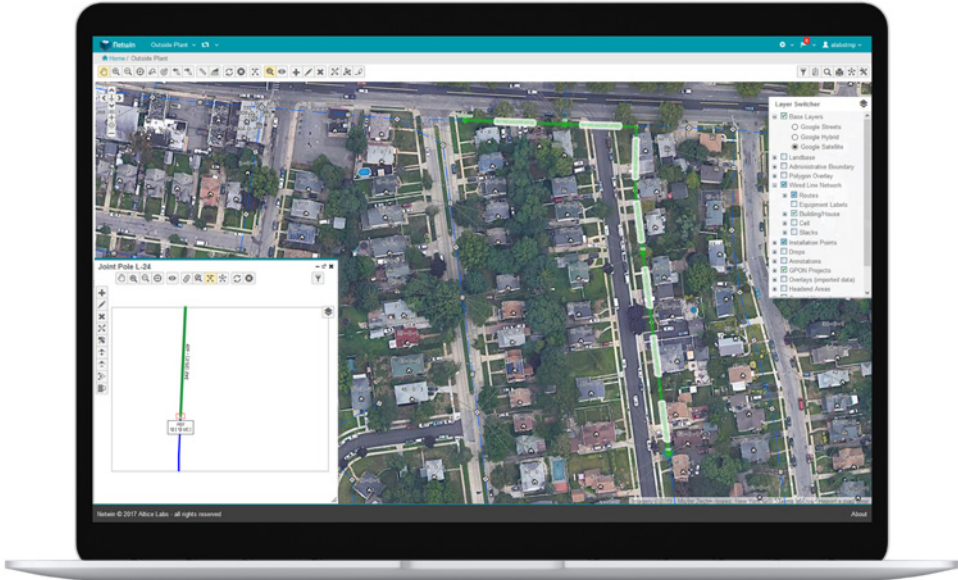 netwin Outside Plant
alabstmp
Home / Outside Plant
Layer Switcher
Base Layers
Google Streets
Google Hybrid
Google Satellite
Landbase
Administrative Boundary
Polygon Overlay
Wired Line Network
Routes
Equipment Labels
Building/House
Cell
Slacks
Installation Points
Drops
Annotations
GPON Projects
Overlays (imported data)
Headend Areas
Joint Pole L-24
Netwin © 2017 Altice Labs - all rights reserved
About